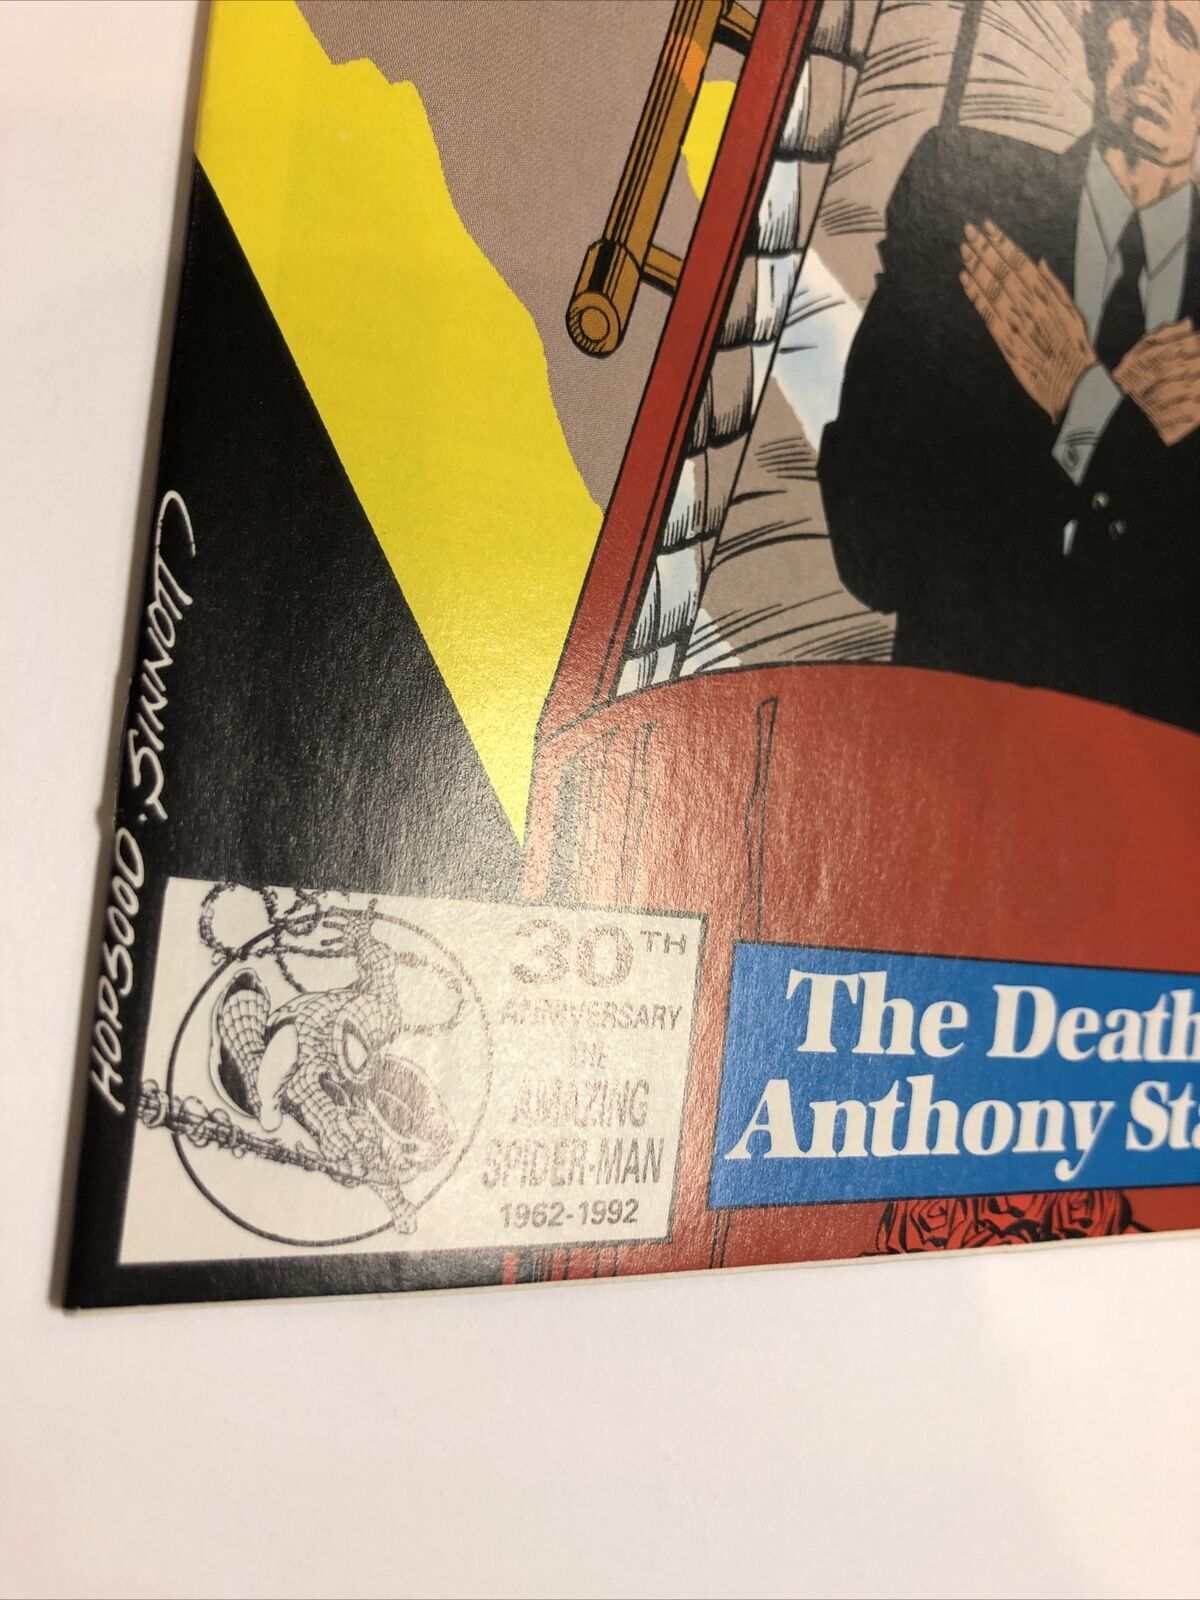 HOPGOOD · SINNOTT
30TH
ANNIVERSARY
THE
AMAZING
SPIDER-MAN
1962-1992
The Death
Anthony Sta